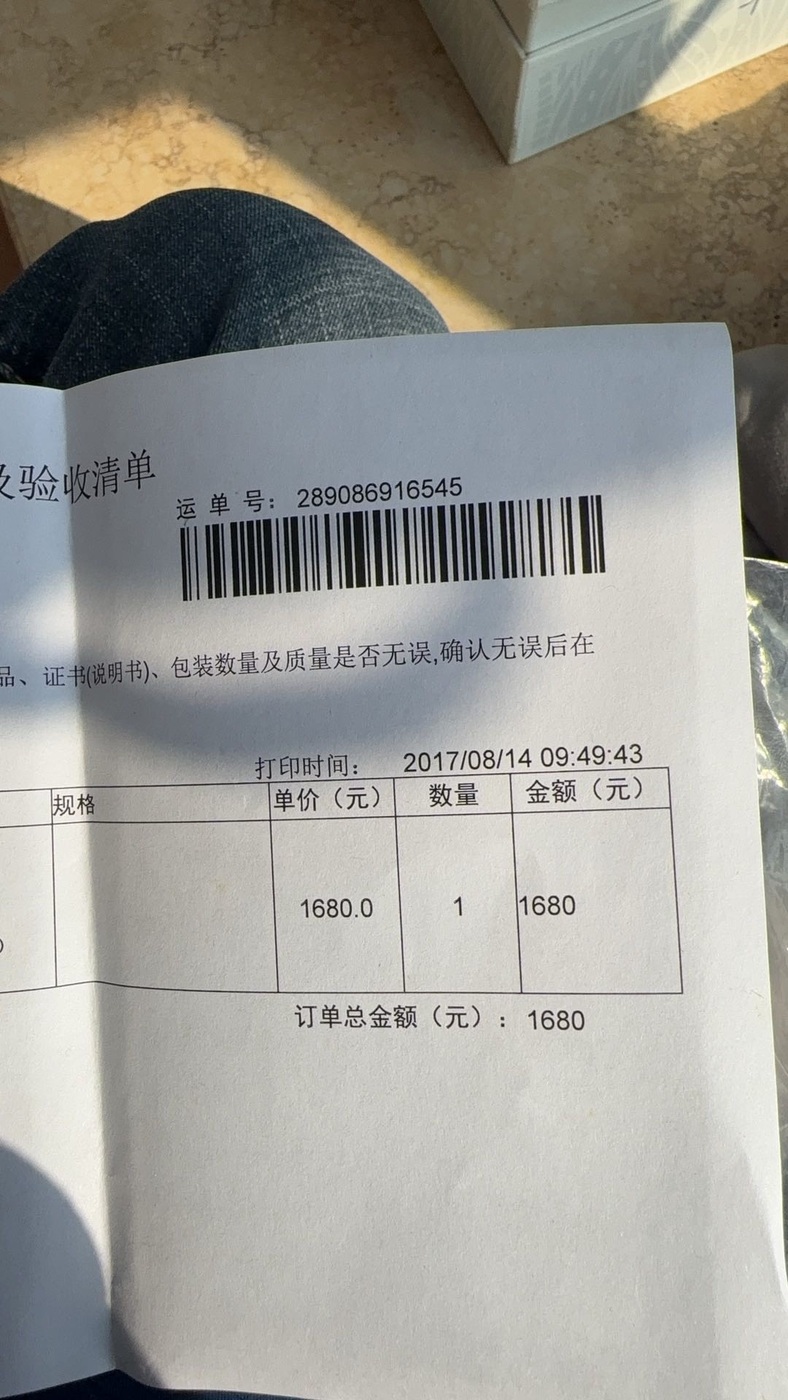 及验收清单
运 单 号： 289086916545
品、证书(说明书)、包装数量及质量是否无误,确认无误后在
打印时间： 2017/08/14 09:49:43
规格 单价（元） 数量 金额（元）
1680.0 1 1680
)
订单总金额（元）： 1680